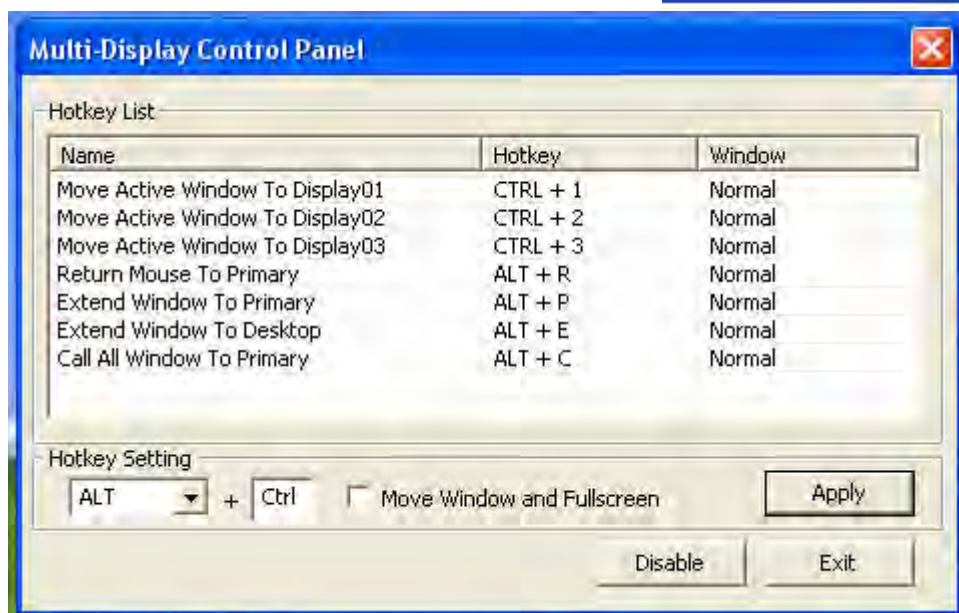 Multi-Display Control Panel
Hotkey List
Name Hotkey Window
Move Active Window To Display01 CTRL + 1 Normal
Move Active Window To Display02 CTRL + 2 Normal
Move Active Window To Display03 CTRL + 3 Normal
Return Mouse To Primary ALT + R Normal
Extend Window To Primary ALT + P Normal
Extend Window To Desktop ALT + E Normal
Call All Window To Primary ALT + C Normal
Hotkey Setting
ALT + Ctrl Move Window and Fullscreen Apply
Disable Exit